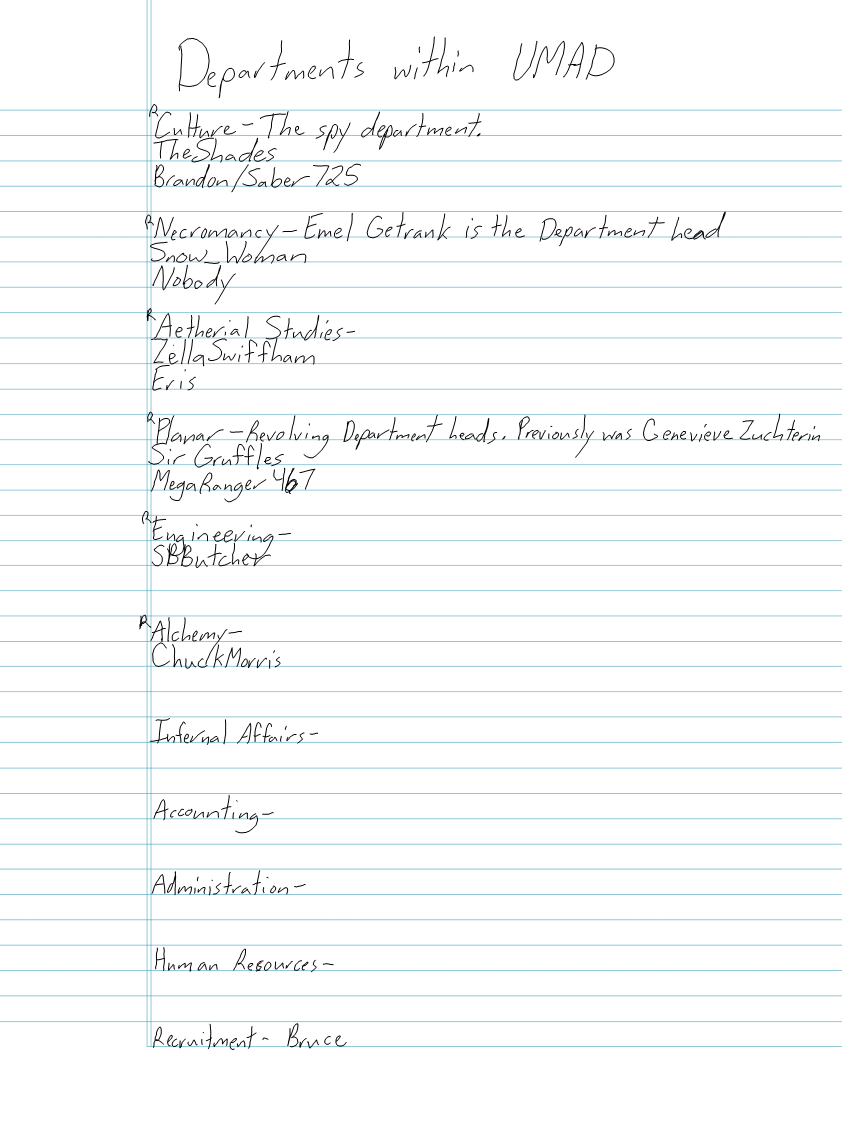 Departments within UMAD
R Culture - The spy department.
TheShades
Brandon/Saber725
R Necromancy - Emel Getrank is the Department head
Snow_Woman
Nobody
R Aetherial Studies -
ZellaSwiffham
Eris
R Planar - Revolving Department heads. Previously was Genevieve Zuchterin
Sir Gruffles
MegaRanger467
R Engineering -
SBButcher
R Alchemy -
ChuckMorris
Internal Affairs -
Accounting -
Administration -
Human Resources -
Recruitment - Bruce